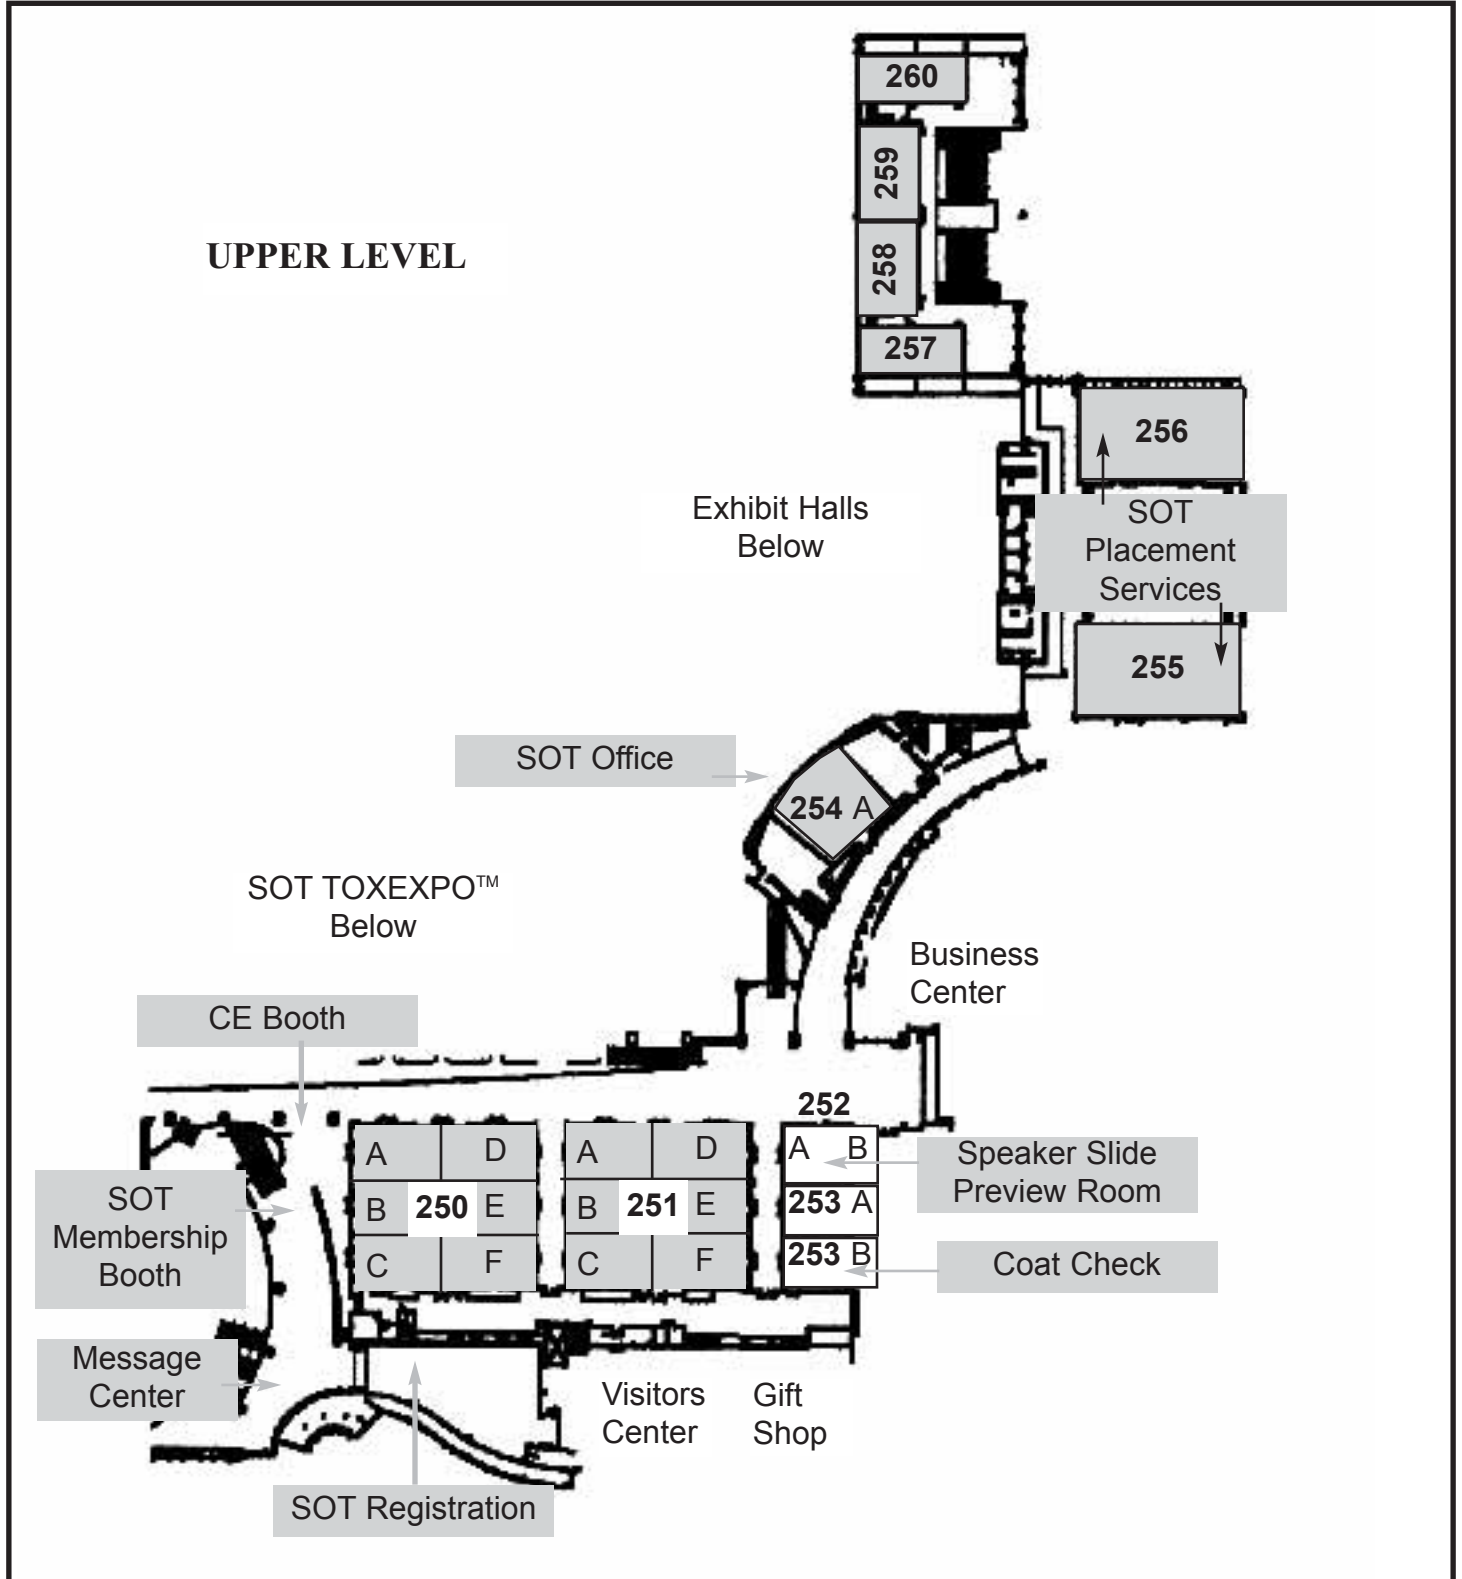 260
259
UPPER LEVEL
258
257
256
Exhibit Halls
Below
SOT
Placement
Services
255
SOT Office
254 A
SOT TOXEXPO™
Below
Business
Center
CE Booth
252
A D
A D
A B
Speaker Slide
Preview Room
SOT
Membership
Booth
B 250 E
B 251 E
253 A
C F
C F
253 B
Coat Check
Message
Center
Visitors
Center
Gift
Shop
SOT Registration